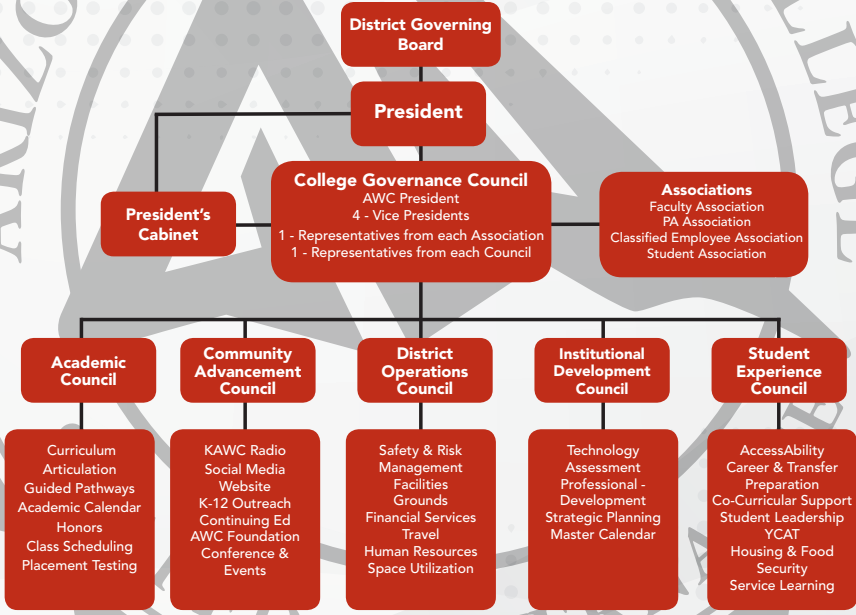 District Governing
Board
President
President's
Cabinet
College Governance Council
AWC President
4 - Vice Presidents
1 - Representatives from each Association
1 - Representatives from each Council
Associations
Faculty Association
PA Association
Classified Employee Association
Student Association
Academic
Council
Community
Advancement
Council
District
Operations
Council
Institutional
Development
Council
Student
Experience
Council
Curriculum
Articulation
Guided Pathways
Academic Calendar
Honors
Class Scheduling
Placement Testing
KAWC Radio
Social Media
Website
K-12 Outreach
Continuing Ed
AWC Foundation
Conference &
Events
Safety & Risk
Management
Facilities
Grounds
Financial Services
Travel
Human Resources
Space Utilization
Technology
Assessment
Professional -
Development
Strategic Planning
Master Calendar
AccessAbility
Career & Transfer
Preparation
Co-Curricular Support
Student Leadership
YCAT
Housing & Food
Security
Service Learning